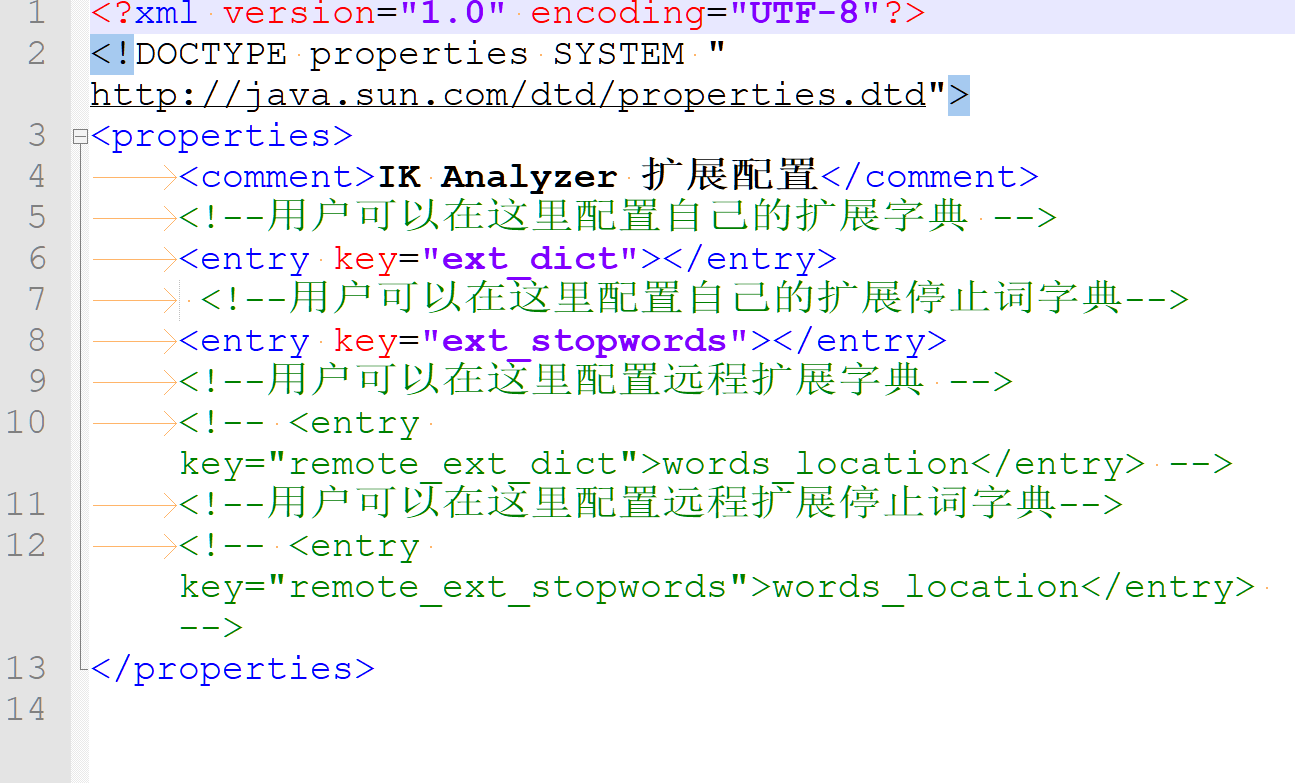 1 <?xml version="1.0" encoding="UTF-8"?>
2 <!DOCTYPE properties SYSTEM "
http://java.sun.com/dtd/properties.dtd">
3 <properties>
4 <comment>IK Analyzer 扩展配置</comment>
5 <!--用户可以在这里配置自己的扩展字典 -->
6 <entry key="ext_dict"></entry>
7 <!--用户可以在这里配置自己的扩展停止词字典-->
8 <entry key="ext_stopwords"></entry>
9 <!--用户可以在这里配置远程扩展字典 -->
10 <!-- <entry
key="remote_ext_dict">words_location</entry> -->
11 <!--用户可以在这里配置远程扩展停止词字典-->
12 <!-- <entry
key="remote_ext_stopwords">words_location</entry>
-->
13 </properties>
14